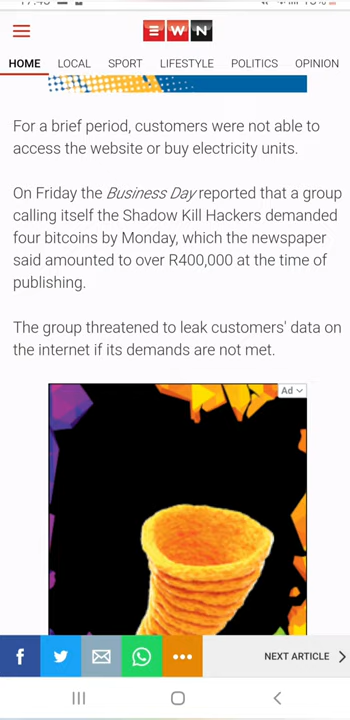 EWN
HOME LOCAL SPORT LIFESTYLE POLITICS OPINION
For a brief period, customers were not able to
access the website or buy electricity units.
On Friday the Business Day reported that a group
calling itself the Shadow Kill Hackers demanded
four bitcoins by Monday, which the newspaper
said amounted to over R400,000 at the time of
publishing.
The group threatened to leak customers' data on
the internet if its demands are not met.
Ad
NEXT ARTICLE